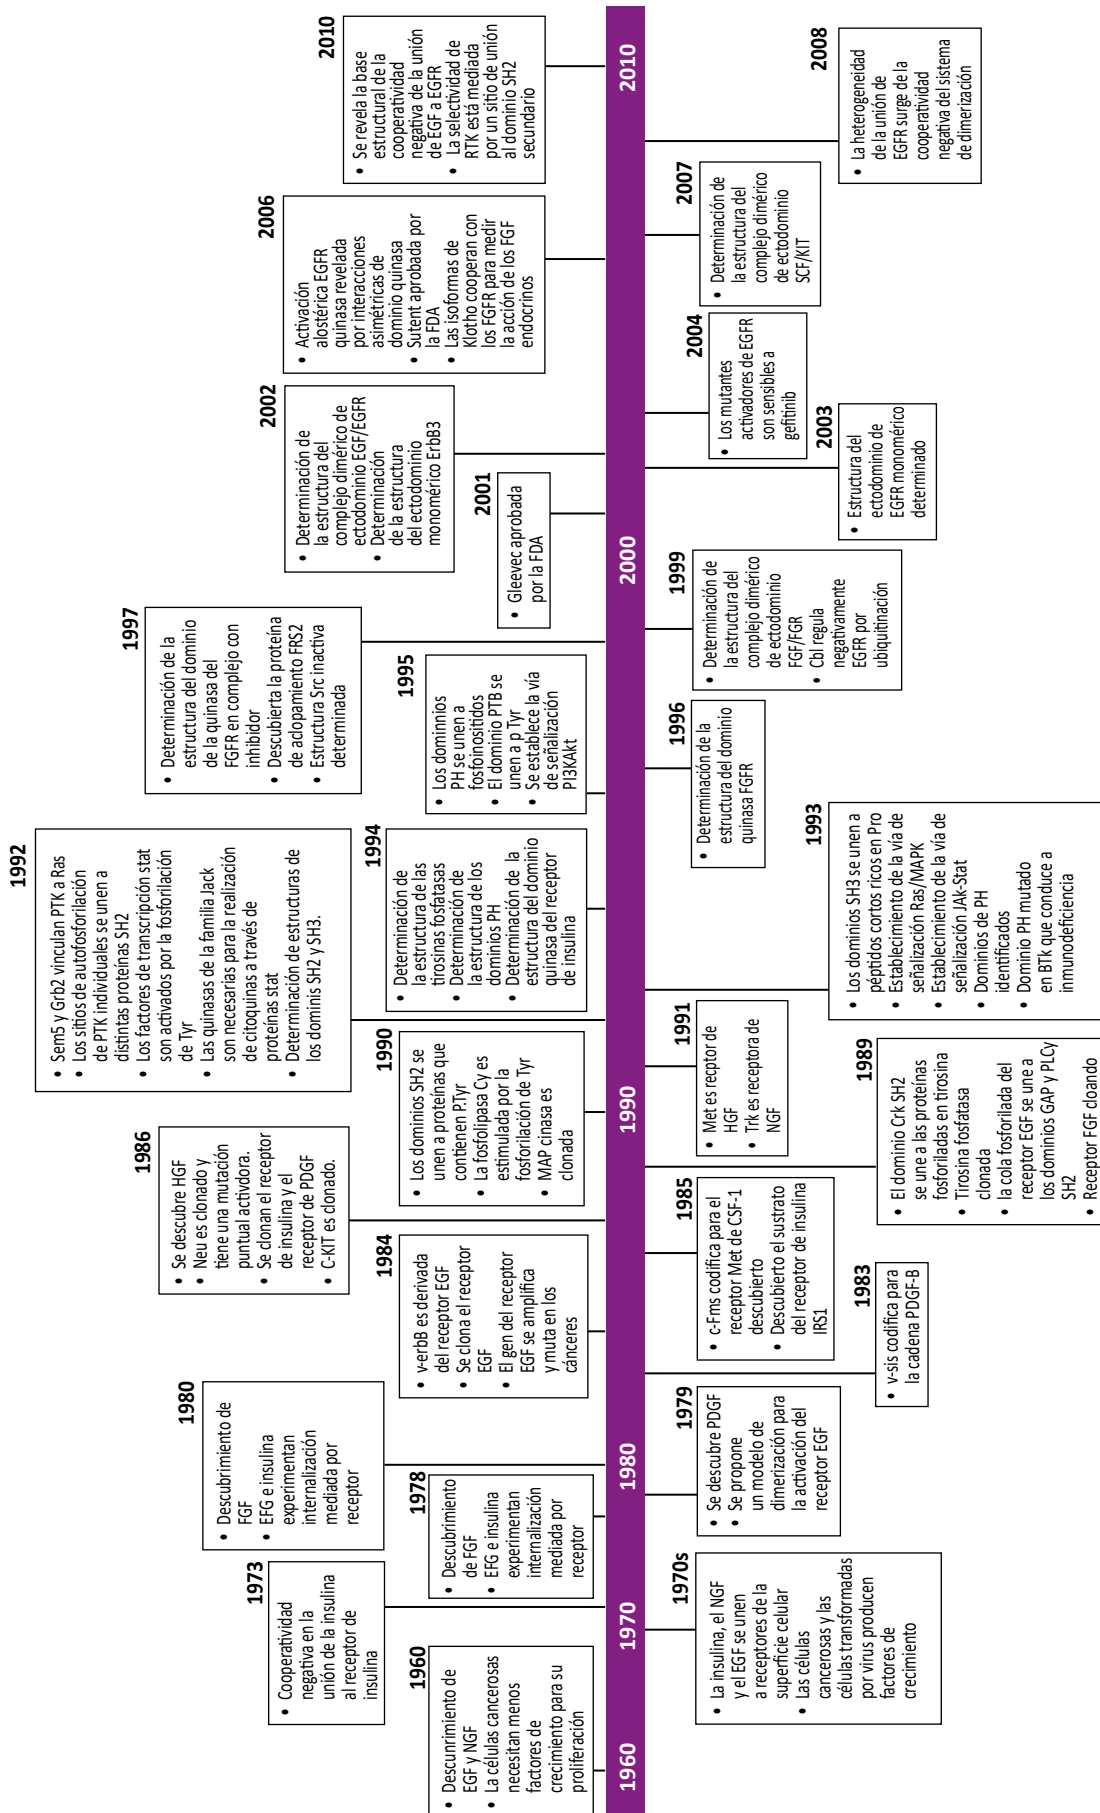 1960
• Descunrimiento de
EGF y NGF
• La células cancerosas
necesitan menos
factores de
crecimiento para su
proliferación
1973
• Cooperatividad
negativa en la
unión de la insulina
al receptor de
insulina
1978
• Descubrimiento
de FGF
• EFG e insulina
experimentan
internalización
mediada por
receptor
1980
• Descubrimiento de
FGF
• EFG e insulina
experimentan
internalización
mediada por
receptor
1984
• v-erbB es derivada
del receptor EGF
• Se clona el receptor
EGF
• El gen del receptor
EGF se amplifica
y muta en los
cánceres
1986
• Se descubre HGF
• Neu es clonado y
tiene una mutación
puntual activdora.
• Se clonan el receptor
de insulina y el
receptor de PDGF
• C-KIT es clonado.
1990
• Los dominios SH2 se
unen a proteínas que
contienen P.Tyr
• La fosfolipasa Cy es
estimulada por la
fosforilación de Tyr
• MAP cinasa es
clonada
1992
• Sem5 y Grb2 vinculan PTK a Ras
• Los sitios de autofosforilación
de PTK individuales se unen a
distintas proteínas SH2
• Los factores de transcripción stat
son activados por la fosforilación
de Tyr
• Las quinasas de la familia Jack
son necesarias para la realización
de citoquinas a través de
proteínas stat
• Determinación de estructuras de
los dominis SH2 y SH3.
1994
• Determinación de
la estructura de las
tirosinas fosfatasas
• Determinación de
la estructura de los
dominios PH
• Determinación de la
estructura del dominio
quinasa del receptor
de insulina
1995
• Los dominnios
PH se unen a
fosfoinosítidos
• El dominio PTB se
unen a p Tyr
• Se establece la vía
de señalización
PI3KAkt
1997
• Determinación de la
estructura del dominio
de la quinasa del
FGFR en complejo con
inhibidor
• Descubierta la proteína
de aclopamiento FRS2
• Estructura Src inactiva
determinada
2001
• Gleevec aprobada
por la FDA
2002
• Determinación de
la estructura del
complejo dimérico de
ectodominio EGF/EGFR
• Determinación
de la estructura
del ectodominio
monomérico ErbB3
2006
• Activación
alostérica EGFR
quinasa revelada
por interacciones
asimétricas de
dominio quinasa
• Sutent aprobada por
la FDA
• Las isoformas de
Klotho cooperan con
los FGFR para medir
la acción de los FGF
endocrinos
2010
• Se revela la base
estructural de la
cooperatividad
negativa de la unión
de EGF a EGFR
• La selectividad de
RTK está mediada
por un sitio de unión
al dominio SH2
secundario
1960 1970 1980 1990 2000 2010
1970s
• La insulina, el NGF
y el EGF se unen
a receptores de la
superficie celular
• Las células
cancerosas y las
células transformadas
por virus producen
factores de
crecimiento
1979
• Se descubre PDGF
• Se propone
un modelo de
dimerización para
la activación del
receptor EGF
1983
• v-sis codifica para
la cadena PDGF-B
1985
• c-Fms codifica para el
receptor Met de CSF-1
descubierto
• Descubierto el sustrato
del receptor de insulina
IRS1
1989
• El dominio Crk SH2
se une a las proteínas
fosforiladas en tirosina
• Tirosina fosfatasa
clonada
• la cola fosforilada del
receptor EGF se une a
los dominios GAP y PLCy
SH2
• Receptor FGF cloando
1991
• Met es recptor de
HGF
• Trk es receptora de
NGF
1993
• Los dominios SH3 se unen a
péptidos cortos ricos en Pro
• Establecimiento de la vía de
señalización Ras/MAPK
• Establecimiento de la vía de
señalización JAk-Stat
• Dominios de PH
identificados
• Dominio PH mutado
en BTk que conduce a
inmunodeficiencia
1996
• Determinación de la
estructura del dominio
quinasa FGFR
1999
• Determinación de
la estructura del
complejo dimérico
de ectodominio
FGF/FGR
• Cbl regula
negativamente
EGFR por
ubiquitinación
2003
• Estructura del
ectodominio de
EGFR monomérico
determinado
2004
• Los mutantes
activadores de EGFR
son sensibles a
gefitinib
2007
• Determinación de
la estructura del
complejo dimérico
de ectodominio
SCF/KIT
2008
• La heterogeneidad
de la unión de
EGFR surge de la
cooperatividad
negativa del sistema
de dimerización